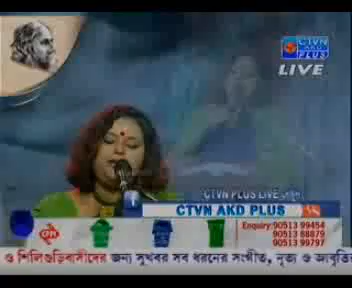 CTVN
AKD
PLUS
LIVE
CTVN PLUS LIVE দেখুন
CTVN AKD PLUS
Enquiry:90513 99454
90513 88879
90513 99797
ও শিলিগুড়িবাসীদের জন্য সুখবর সব ধরনের সংগীত, নৃত্য ও আবৃত্তি